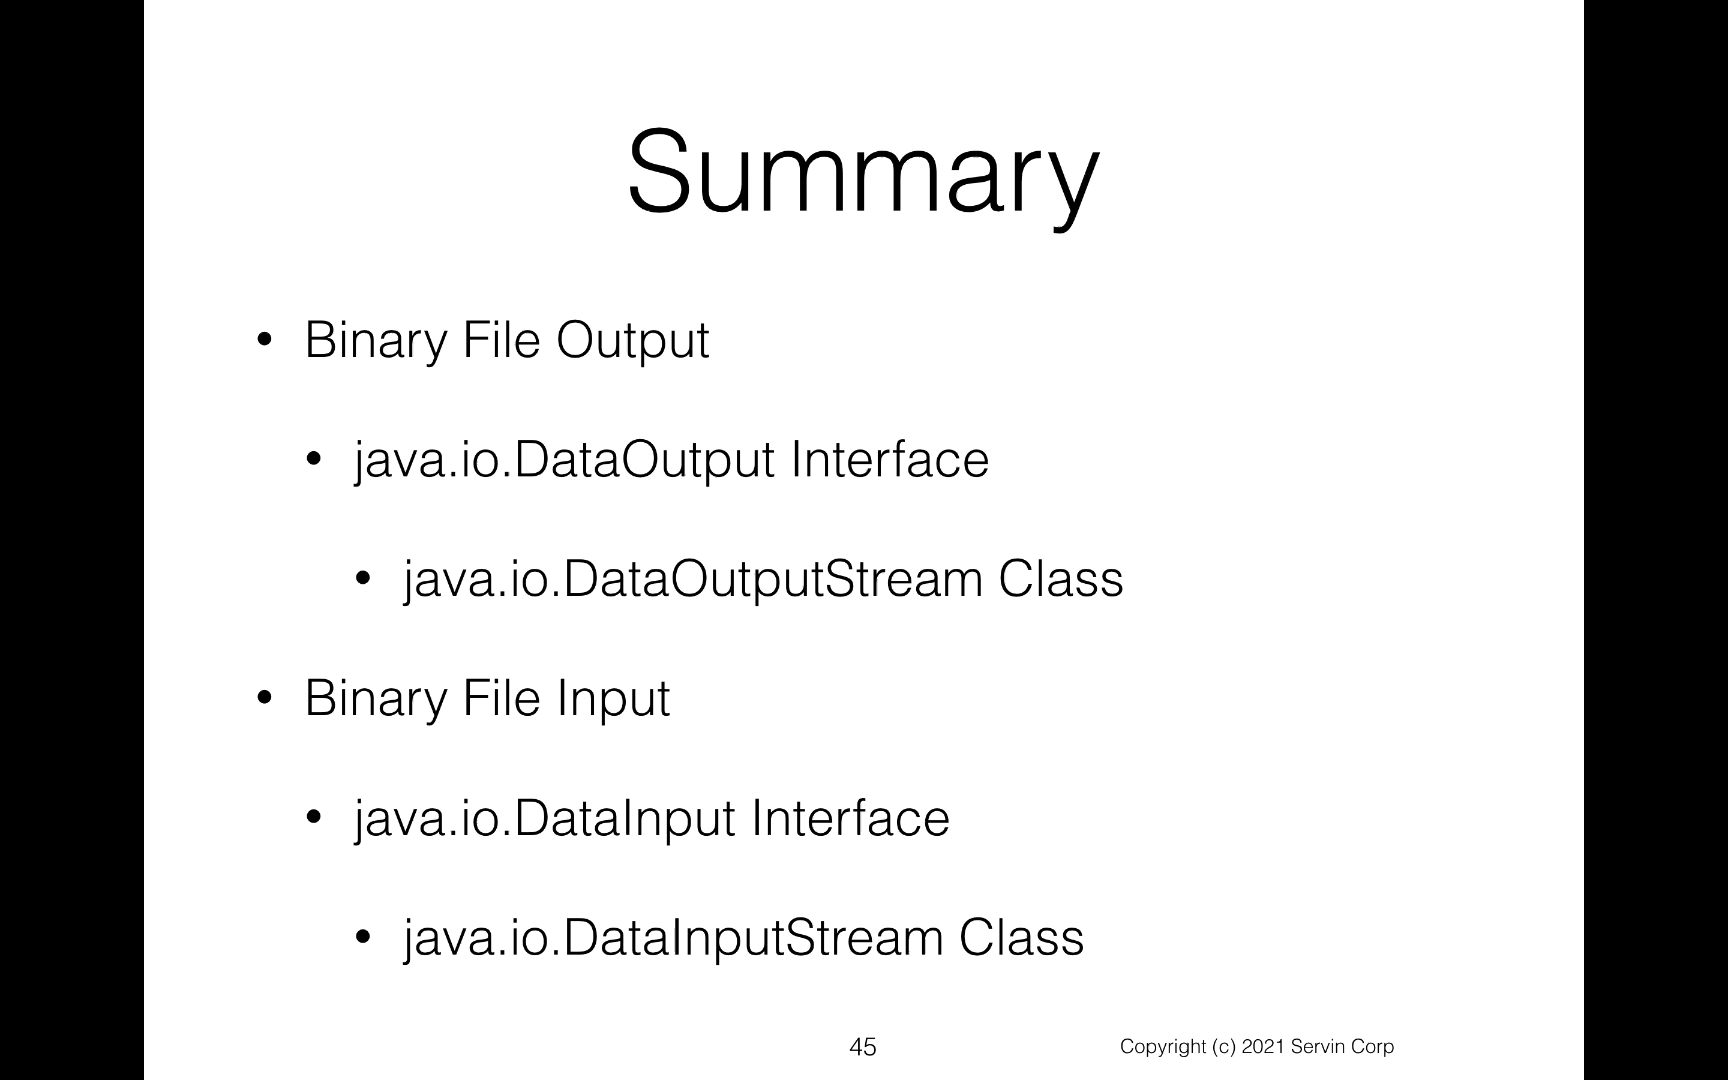 Summary
• Binary File Output
• java.io.DataOutput Interface
• java.io.DataOutputStream Class
• Binary File Input
• java.io.DataInput Interface
• java.io.DataInputStream Class
45
Copyright (c) 2021 Servin Corp